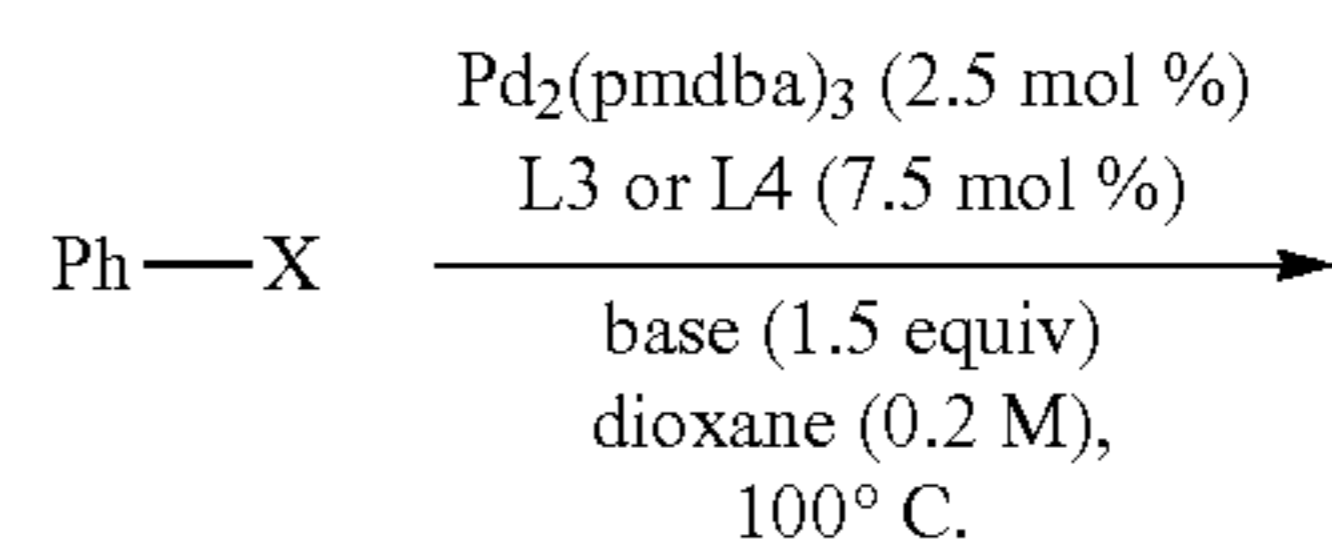 Pd2(pmdba)3 (2.5 mol %)
L3 or L4 (7.5 mol %)
Ph—X
base (1.5 equiv)
dioxane (0.2 M),
100° C.